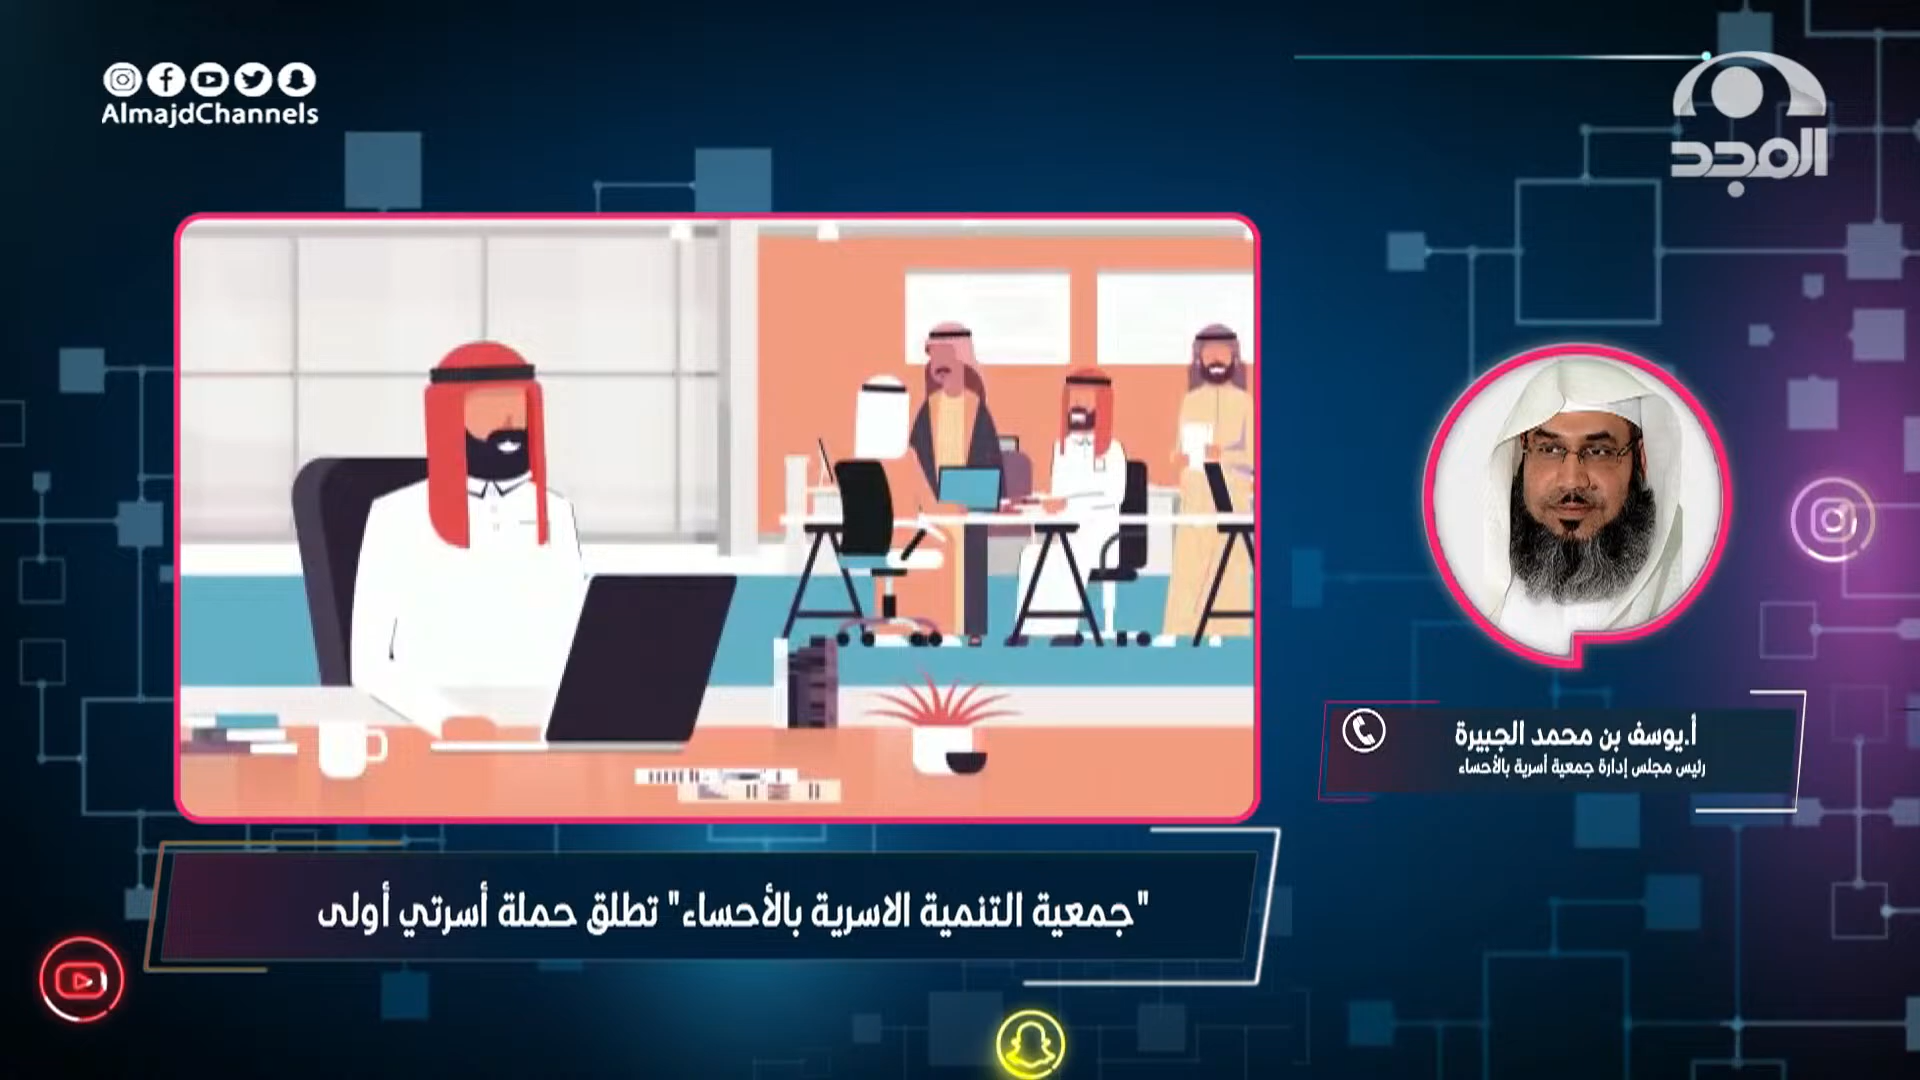 AlmajdChannels
المجد
أ.يوسف بن محمد الجبيرة
رئيس مجلس إدارة جمعية أسرية بالأحساء
"جمعية التنمية الاسرية بالأحساء" تطلق حملة أسرتي أولى